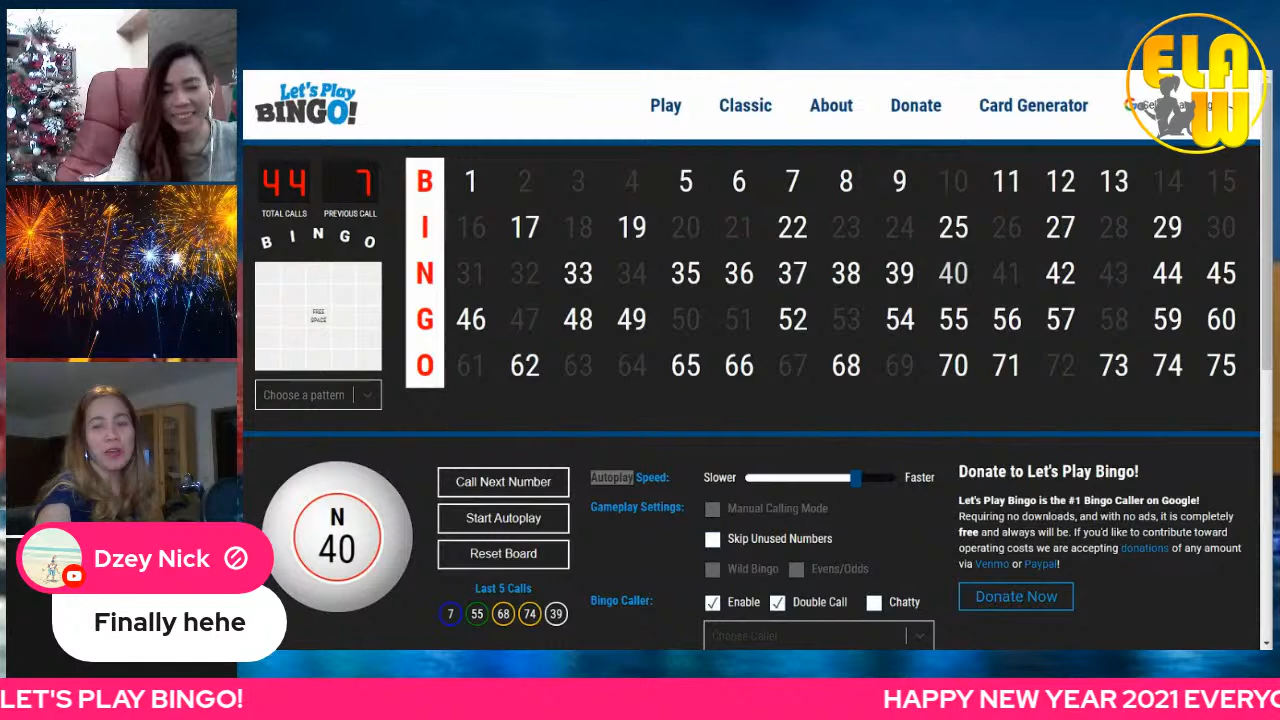 Let's Play
BINGO!
Play Classic About Donate Card Generator
ELA
W
44 7
TOTAL CALLS PREVIOUS CALL
B I N G O
FREE
SPACE
Choose a pattern
B 1 2 3 4 5 6 7 8 9 10 11 12 13 14 15
I 16 17 18 19 20 21 22 23 24 25 26 27 28 29 30
N 31 32 33 34 35 36 37 38 39 40 41 42 43 44 45
G 46 47 48 49 50 51 52 53 54 55 56 57 58 59 60
O 61 62 63 64 65 66 67 68 69 70 71 72 73 74 75
N
40
Call Next Number
Start Autoplay
Reset Board
Last 5 Calls
7 55 68 74 39
Autoplay Speed: Slower Faster
Gameplay Settings: Manual Calling Mode
Skip Unused Numbers
Wild Bingo Evens/Odds
Bingo Caller: Enable Double Call Chatty
Choose Caller
Donate to Let's Play Bingo!
Let's Play Bingo is the #1 Bingo Caller on Google!
Requiring no downloads, and with no ads, it is completely
free and always will be. If you'd like to contribute toward
operating costs we are accepting donations of any amount
via Venmo or Paypal!
Donate Now
Dzey Nick
Finally hehe
LET'S PLAY BINGO! HAPPY NEW YEAR 2021 EVERYO